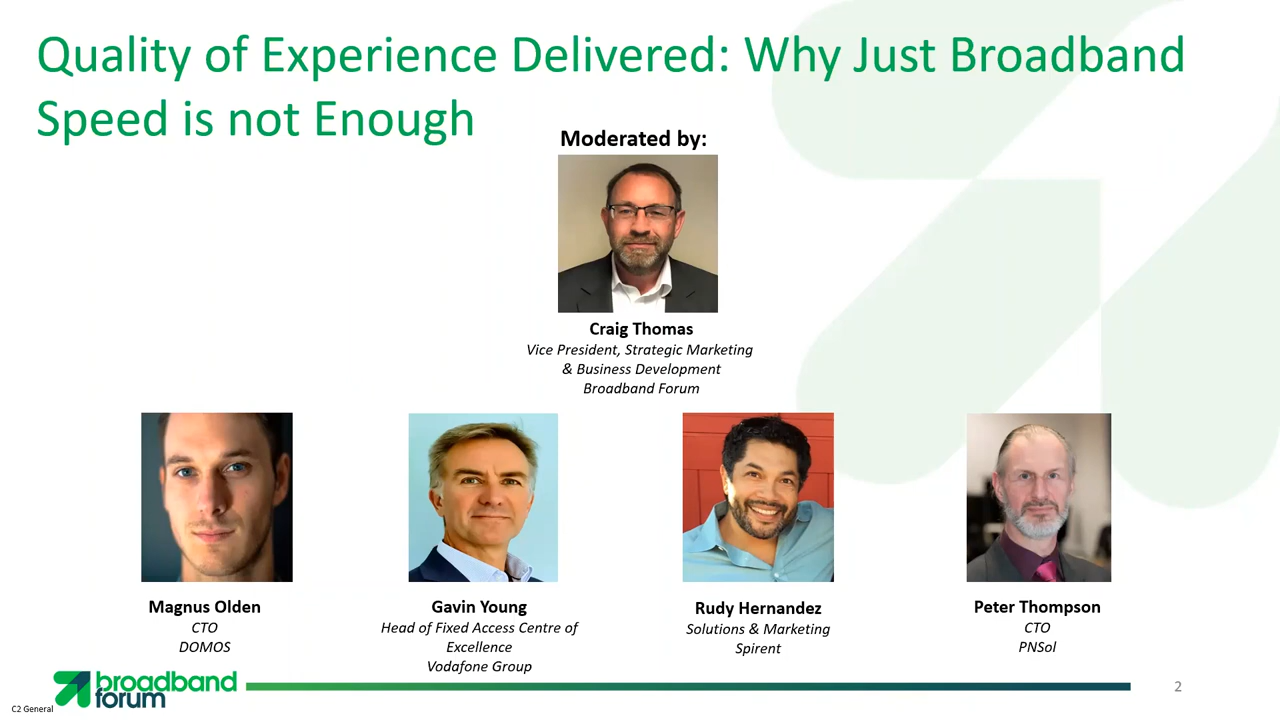 Quality of Experience Delivered: Why Just Broadband
Speed is not Enough
Moderated by:
Craig Thomas
Vice President, Strategic Marketing
& Business Development
Broadband Forum
Magnus Olden
CTO
DOMOS
Gavin Young
Head of Fixed Access Centre of
Excellence
Vodafone Group
Rudy Hernandez
Solutions & Marketing
Spirent
Peter Thompson
CTO
PNSol
broadband
forum
2
C2 General